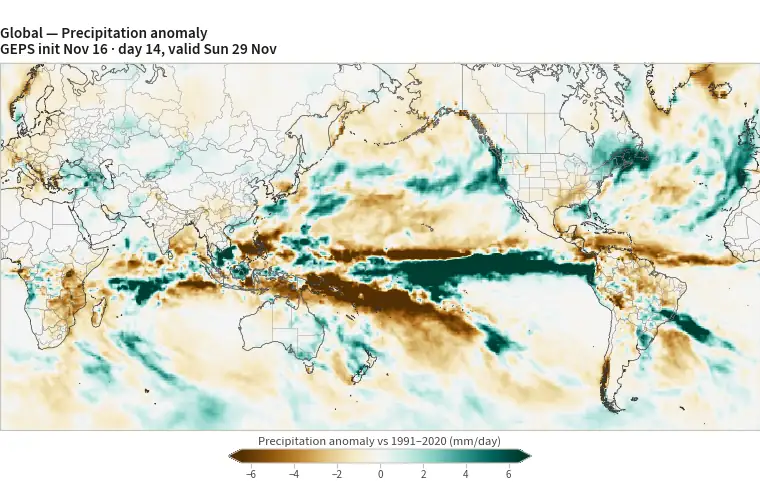 Global — Precipitation anomaly
GEPS init Nov 16 · day 14, valid Sun 29 Nov
Precipitation anomaly vs 1991–2020 (mm/day)
−6 −4 −2 0 2 4 6